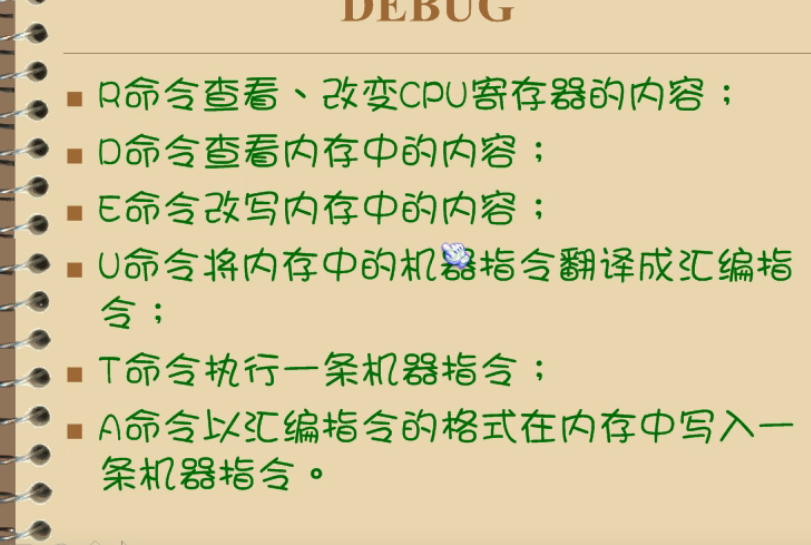 DEBUG
R命令查看、改变CPU寄存器的内容；
D命令查看内存中的内容；
E命令改写内存中的内容；
U命令将内存中的机器指令翻译成汇编指
令；
T命令执行一条机器指令；
A命令以汇编指令的格式在内存中写入一
条机器指令。